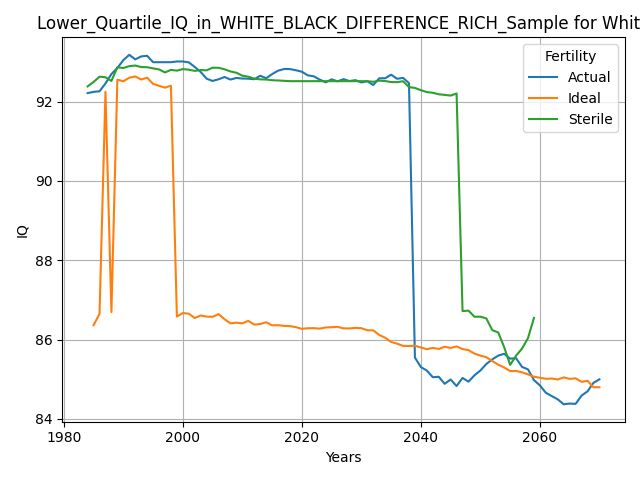 Lower_Quartile_IQ_in_WHITE_BLACK_DIFFERENCE_RICH_Sample for Whit
Fertility
Actual
Ideal
Sterile
IQ
92
90
88
86
84
1980
2000
2020
2040
2060
Years